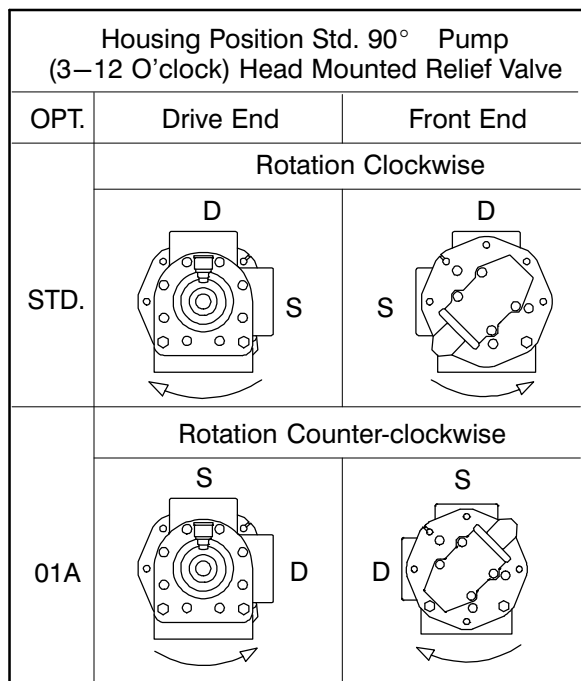 Housing Position Std. 90° Pump
(3–12 O’clock) Head Mounted Relief Valve
OPT. Drive End Front End
Rotation Clockwise
D D
STD. S S
Rotation Counter-clockwise
S S
01A D D